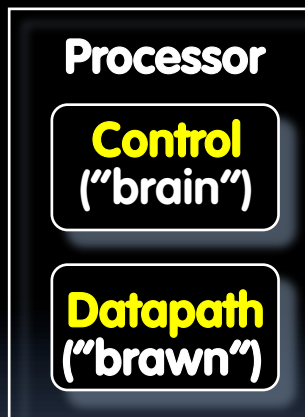 Processor
Control
("brain")
Datapath
("brawn")